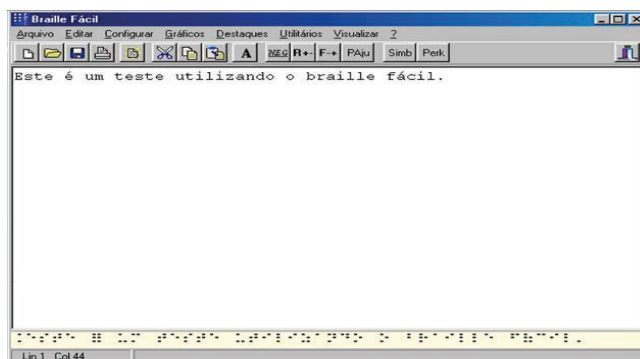 Braille Fácil
Arquivo Editar Configurar Gráficos Destaques Utilitários Visualizar ?
A NEG R+- F-+ PAju Simb Perk
Este é um teste utilizando o braille fácil.
Lin 1 Col 44